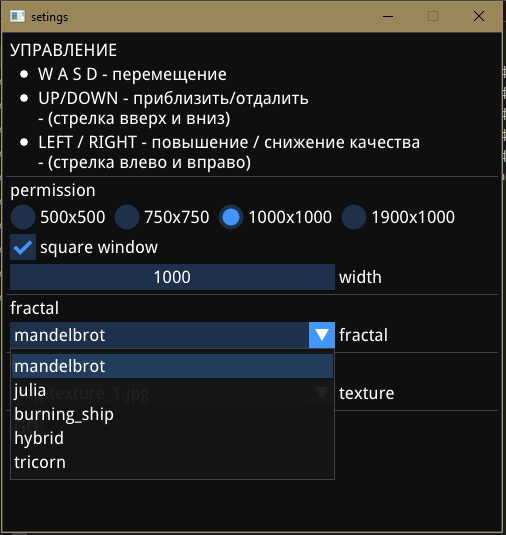 setings
УПРАВЛЕНИЕ
W A S D - перемещение
UP/DOWN - приблизить/отдалить
- (стрелка вверх и вниз)
LEFT / RIGHT - повышение / снижение качества
- (стрелка влево и вправо)
permission
500x500 750x750 1000x1000 1900x1000
square window
1000 width
fractal
mandelbrot fractal
mandelbrot
julia
texture_1.jpg texture
burning_ship
hybrid
tricorn